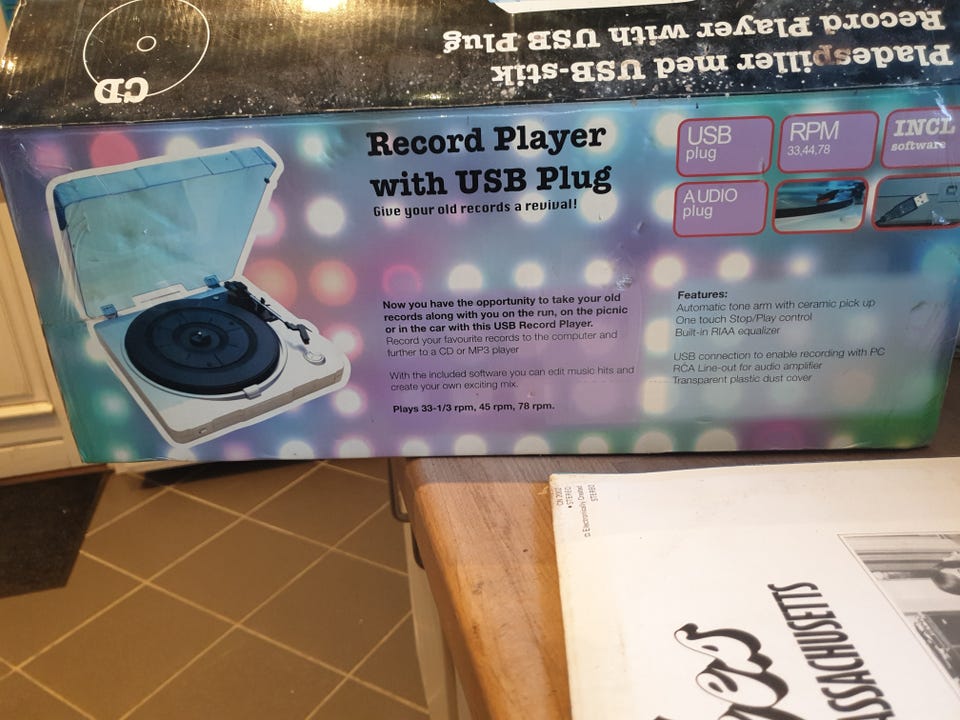 Pladespiller med USB-stik
Record Player with USB Plug
CD
Record Player
with USB Plug
Give your old records a revival!
USB
plug
RPM
33,44,78
INCL
software
AUDIO
plug
Now you have the opportunity to take your old
records along with you on the run, on the picnic
or in the car with this USB Record Player.
Record your favourite records to the computer and
further to a CD or MP3 player
With the included software you can edit music hits and
create your own exciting mix.
Plays 33-1/3 rpm, 45 rpm, 78 rpm.
Features:
Automatic tone arm with ceramic pick up
One touch Stop/Play control
Built-in RIAA equalizer
USB connection to enable recording with PC
RCA Line-out for audio amplifier
Transparent plastic dust cover
STEREO
STEREO
Electronically Created
SSACHUSETTS